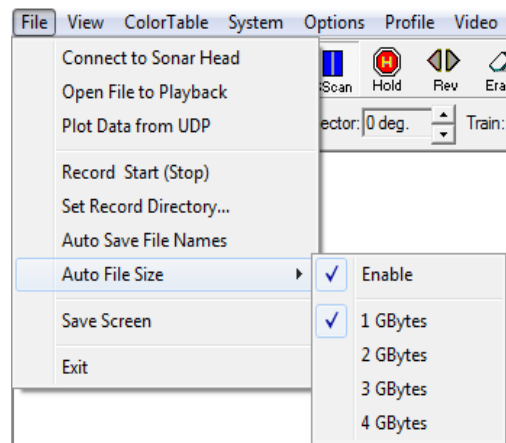 File View ColorTable System Options Profile Video
Connect to Sonar Head
Scan Hold Rev
Open File to Playback
Plot Data from UDP
ector: 0 deg. Train:
Record Start (Stop)
Set Record Directory...
Auto Save File Names
Auto File Size
Enable
Save Screen
1 GBytes
2 GBytes
Exit
3 GBytes
4 GBytes